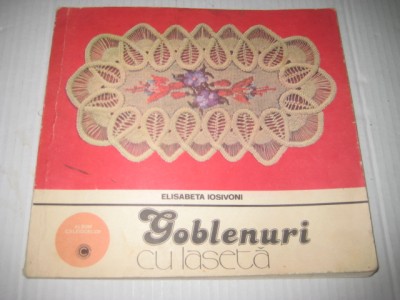 ELISABETA IOSIVONI
Goblenuri
cu lasetă